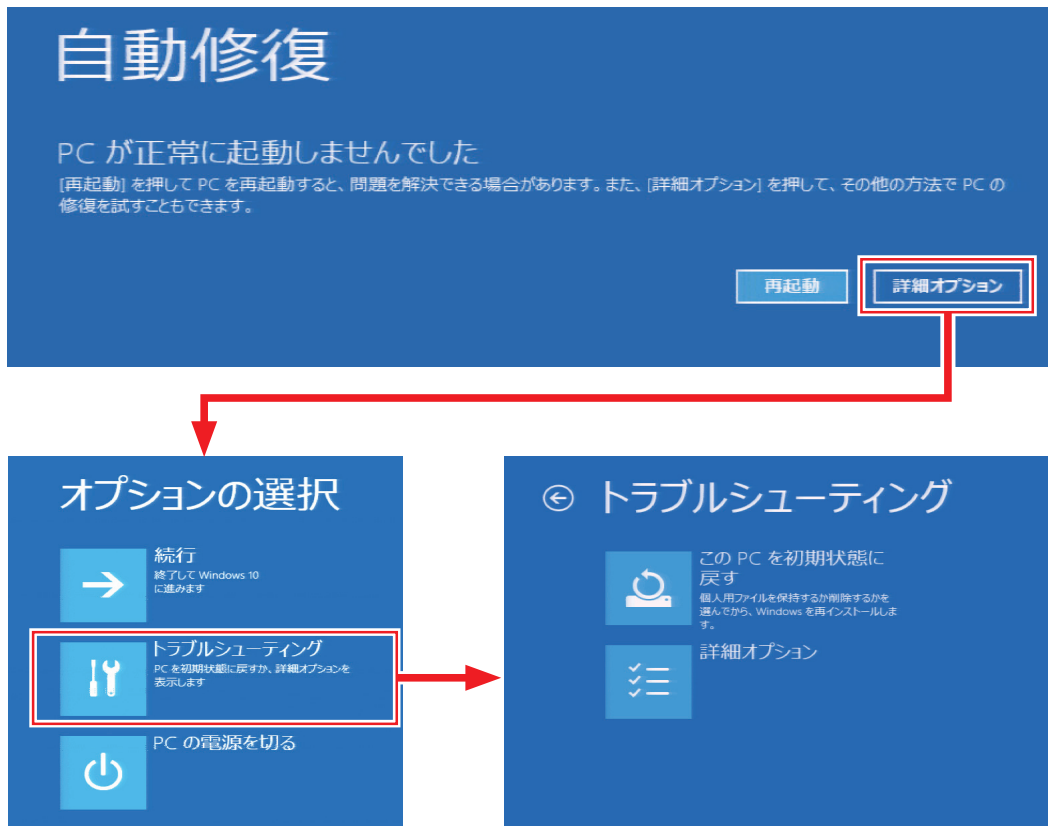 自動修復
PC が正常に起動しませんでした
[再起動] を押して PC を再起動すると、問題を解決できる場合があります。また、[詳細オプション] を押して、その他の方法で PC の
修復を試すこともできます。
再起動
詳細オプション
オプションの選択
続行
終了して Windows 10
に進みます
トラブルシューティング
PC を初期状態に戻すか、詳細オプションを
表示します
PC の電源を切る
トラブルシューティング
この PC を初期状態に
戻す
個人用ファイルを保持するか削除するかを
選んでから、Windows を再インストールしま
す。
詳細オプション